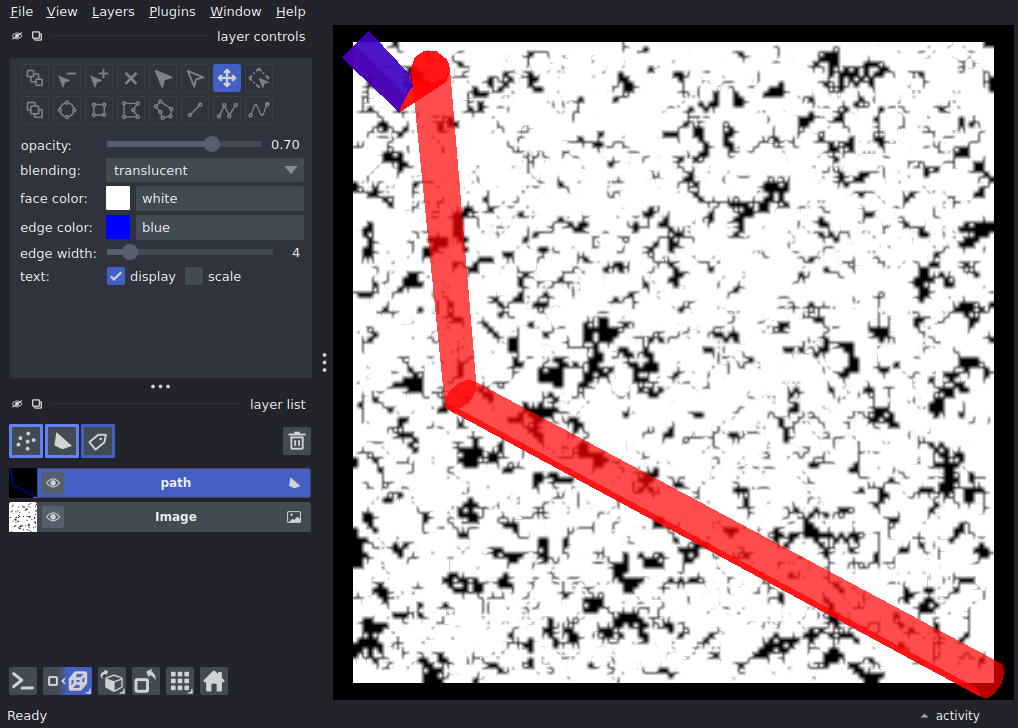 File View Layers Plugins Window Help
layer controls
opacity: 0.70
blending: translucent
face color: white
edge color: blue
edge width: 4
text: display scale
layer list
path
Image
Ready
activity